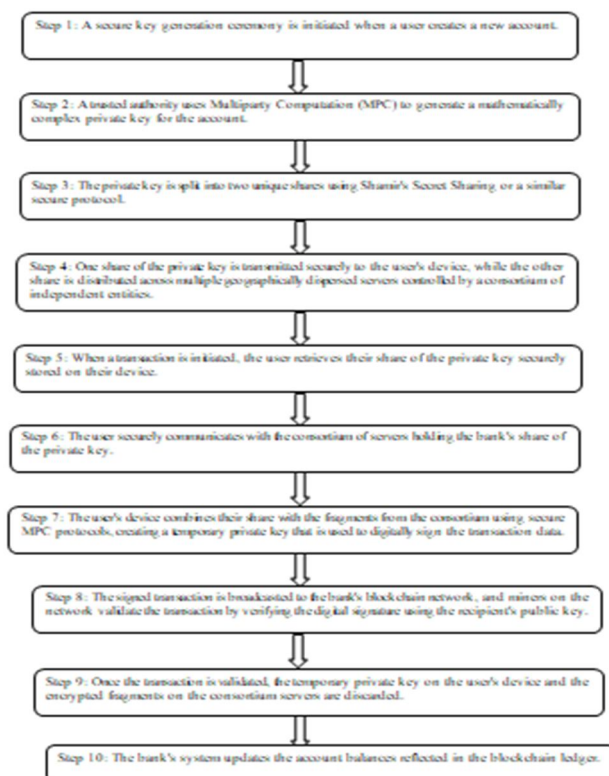 Step 1: A secure key generation ceremony is initiated when a user creates a new account.
Step 2: A trusted authority uses Multiparty Computation (MPC) to generate a mathematically
complex private key for the account.
Step 3: The private key is split into two unique shares using Shamir's Secret Sharing or a similar
secure protocol.
Step 4: One share of the private key is transmitted securely to the user's device, while the other
share is distributed across multiple geographically dispersed servers controlled by a consortium of
independent entities.
Step 5: When a transaction is initiated, the user retrieves their share of the private key securely
stored on their device.
Step 6: The user securely communicates with the consortium of servers holding the bank's share of
the private key.
Step 7: The user's device combines their share with the fragments from the consortium using secure
MPC protocols, creating a temporary private key that is used to digitally sign the transaction data.
Step 8: The signed transaction is broadcasted to the bank's blockchain network, and miners on the
network validate the transaction by verifying the digital signature using the recipient's public key.
Step 9: Once the transaction is validated, the temporary private key on the user's device and the
encrypted fragments on the consortium servers are discarded.
Step 10: The bank's system updates the account balances reflected in the blockchain ledger.